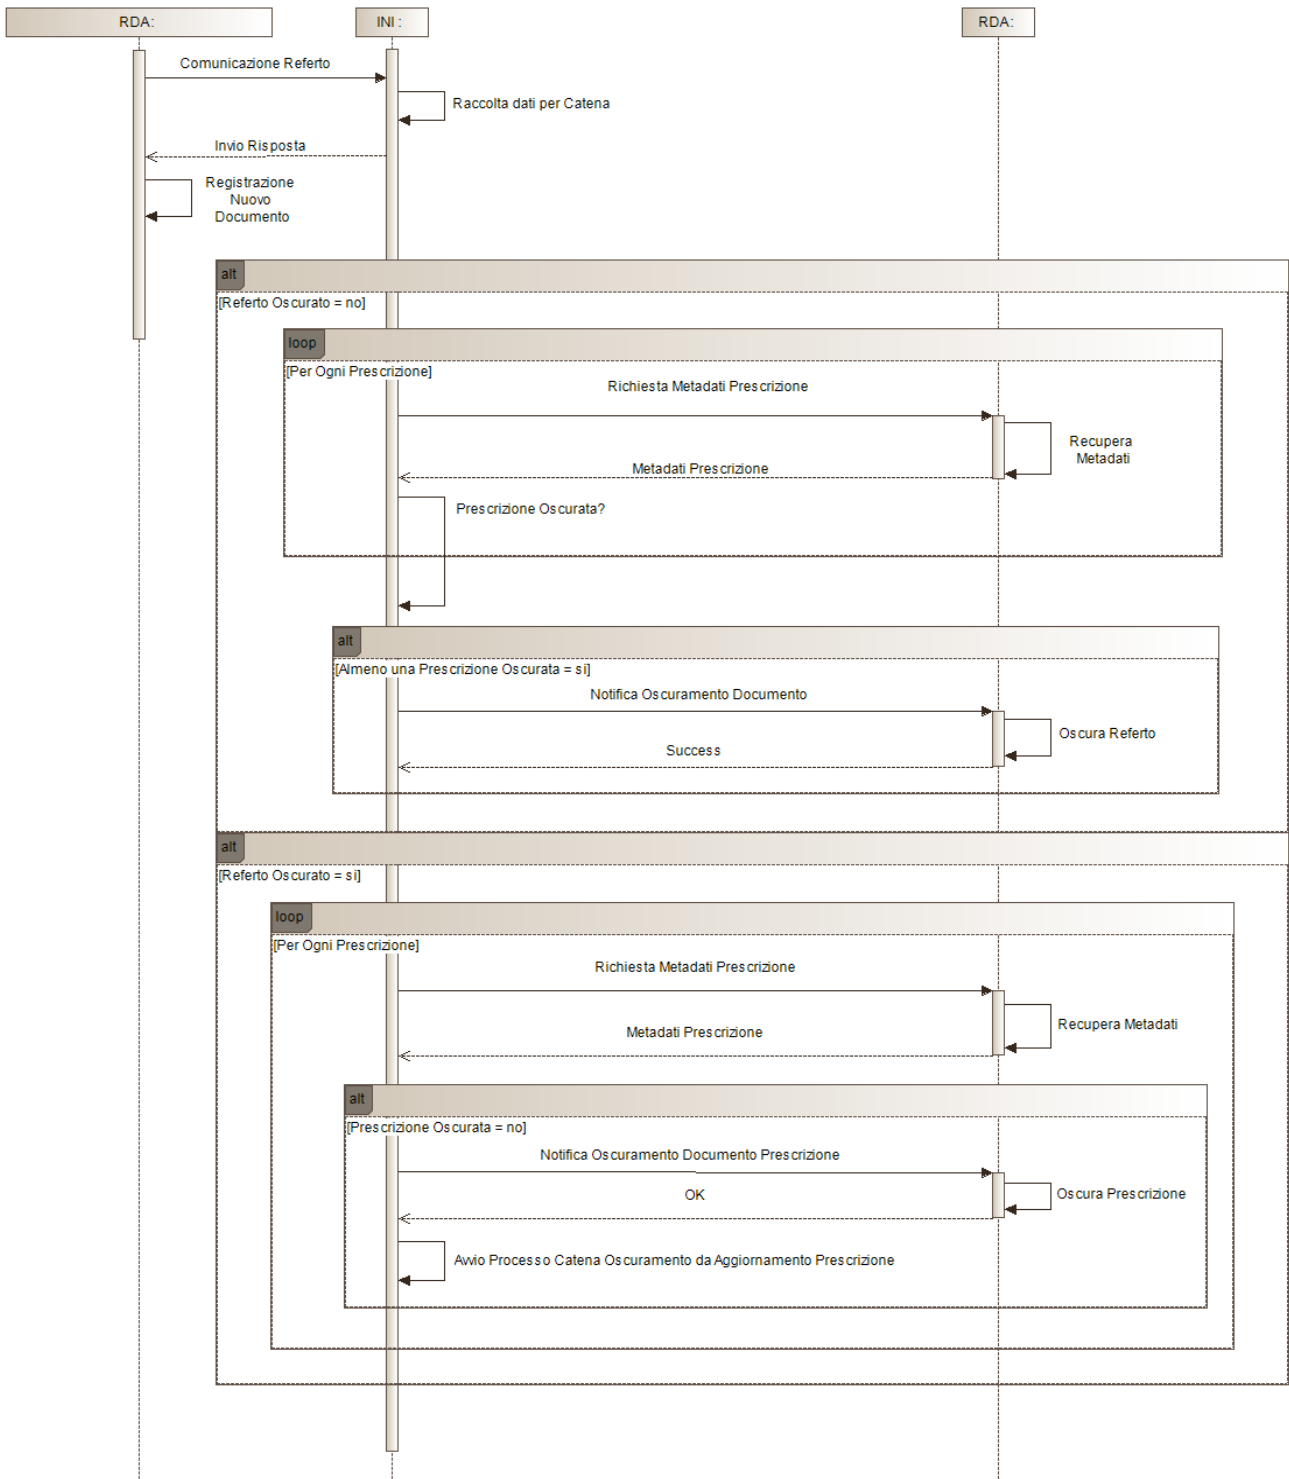 RDA:
INI :
RDA:
Comunicazione Referto
Raccolta dati per Catena
Invio Risposta
Registrazione
Nuovo
Documento
alt
[Referto Oscurato = no]
loop
[Per Ogni Prescrizione]
Richiesta Metadati Prescrizione
Recupera
Metadati
Metadati Prescrizione
Prescrizione Oscurata?
alt
[Almeno una Prescrizione Oscurata = si]
Notifica Oscuramento Documento
Oscura Referto
Success
alt
[Referto Oscurato = si]
loop
[Per Ogni Prescrizione]
Richiesta Metadati Prescrizione
Recupera Metadati
Metadati Prescrizione
alt
[Prescrizione Oscurata = no]
Notifica Oscuramento Documento Prescrizione
OK
Oscura Prescrizione
Avvio Processo Catena Oscuramento da Aggiornamento Prescrizione